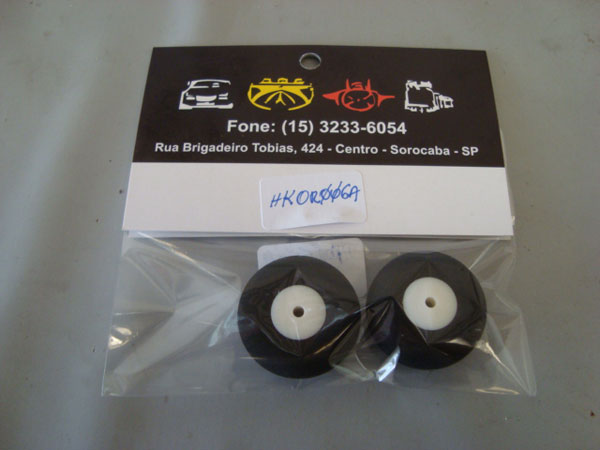 Fone: (15) 3233-6054
Rua Brigadeiro Tobias, 424 - Centro - Sorocaba - SP
HKOR006A